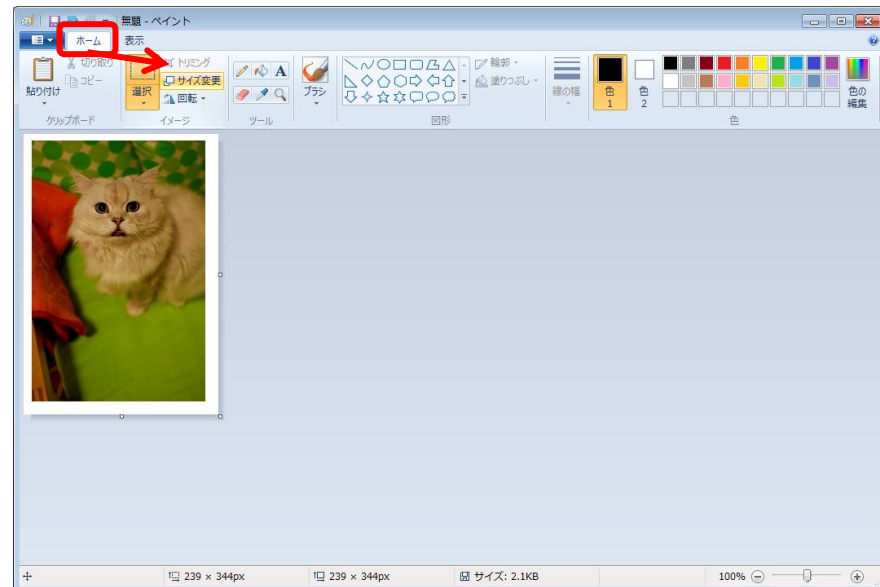 無題 - ペイント
ホーム
表示
貼り付け
切り取り
コピー
クリップボード
選択
トリミング
サイズ変更
回転
イメージ
A
ツール
ブラシ
輪郭
塗りつぶし
図形
線の幅
色
1
色
2
色の
編集
色
239 × 344px
239 × 344px
サイズ: 2.1KB
100%